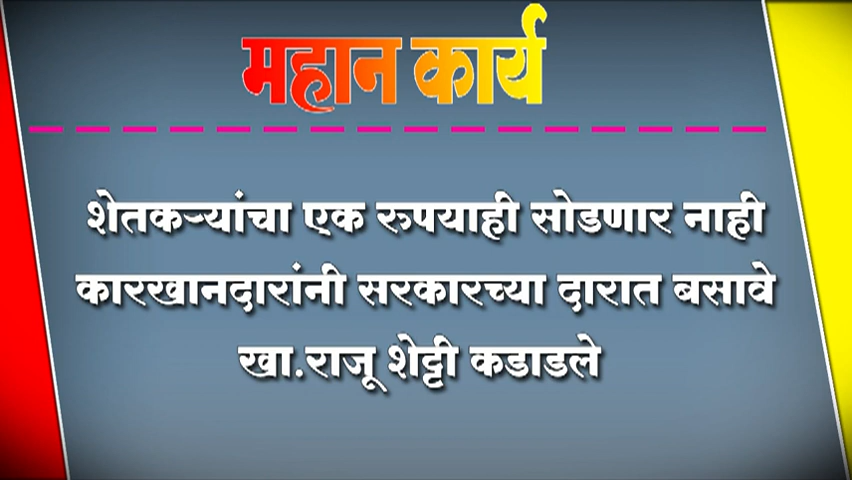 महान कार्य
शेतकऱ्यांचा एक रुपयाही सोडणार नाही
कारखानदारांनी सरकारच्या दारात बसावे
खा.राजू शेट्टी कडाडले